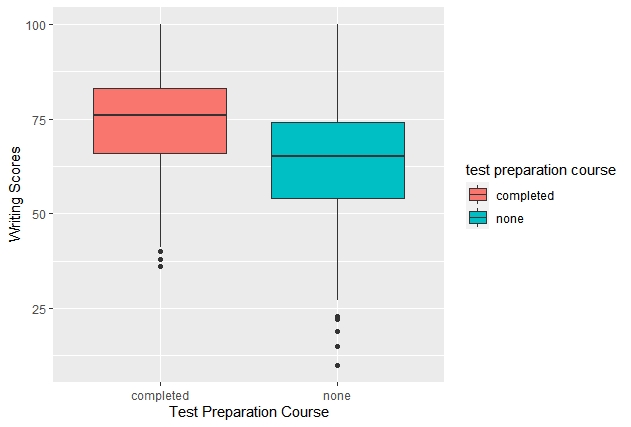 100
75
50
25
Writing Scores
completed
none
Test Preparation Course
test preparation course
completed
none